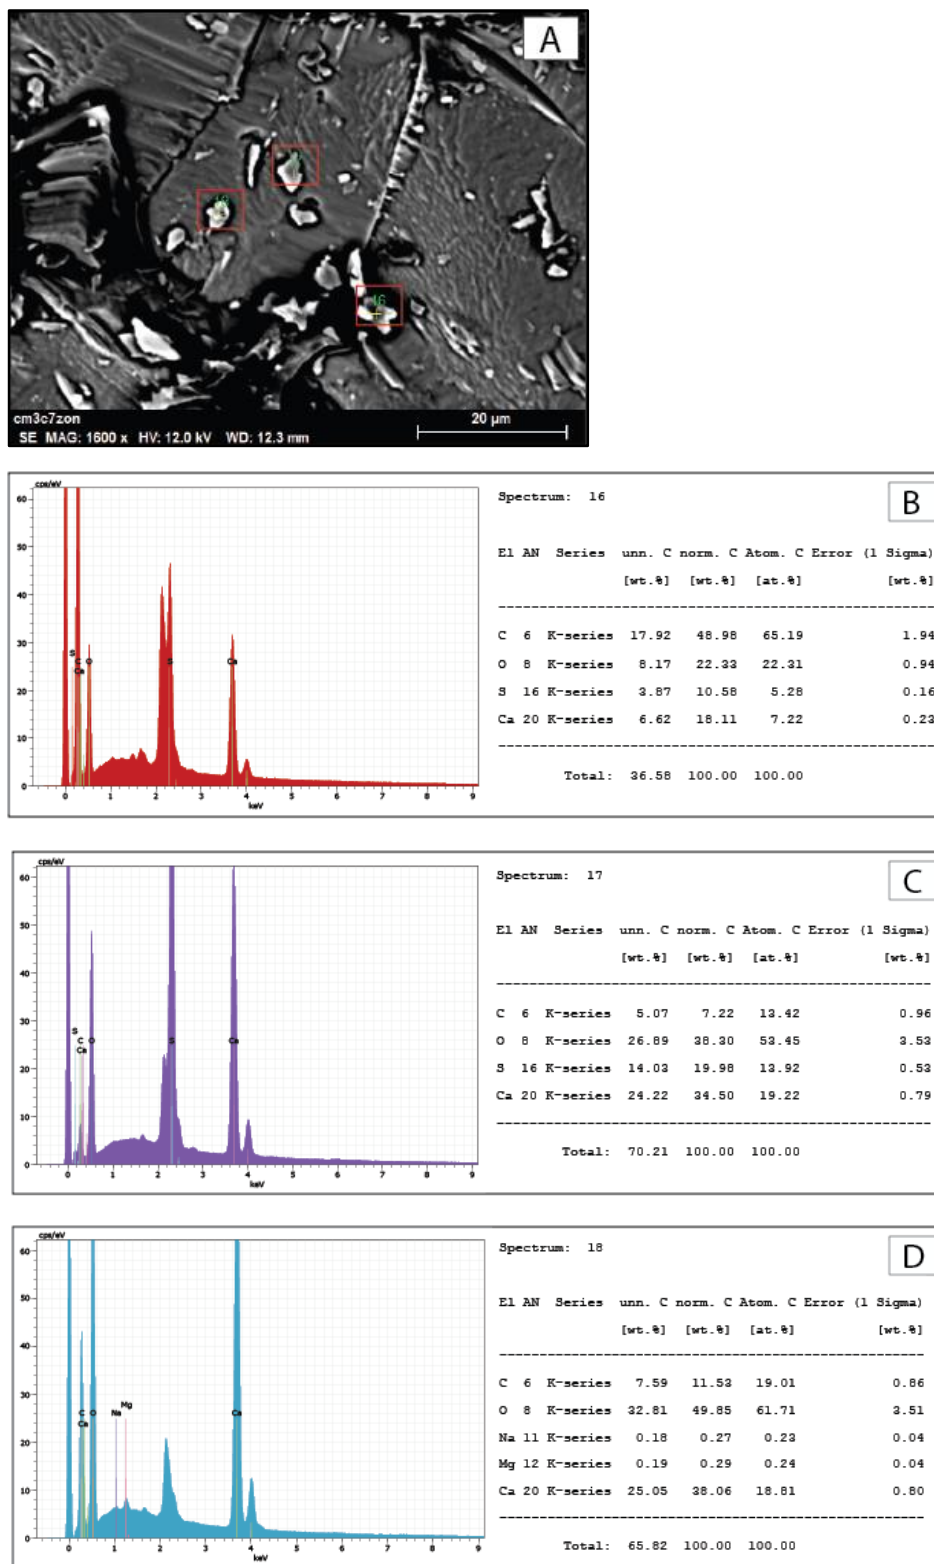 A
16
cm3c7zon
20 µm
SE MAG: 1600 x HV: 12.0 kV WD: 12.3 mm
cps/eV
60
50
40
30
20
10
0
S
C
Ca
O
S
Ca
0 1 2 3 4 5 6 7 8 9
keV
Spectrum: 16
B
El AN Series unn. C norm. C Atom. C Error (1 Sigma)
[wt.%] [wt.%] [at.%] [wt.%]
C 6 K-series 17.92 48.98 65.19 1.94
O 8 K-series 8.17 22.33 22.31 0.94
S 16 K-series 3.87 10.58 5.28 0.16
Ca 20 K-series 6.62 18.11 7.22 0.23
Total: 36.58 100.00 100.00
cps/eV
60
50
40
30
20
10
0
S
C
Ca
O
S
Ca
0 1 2 3 4 5 6 7 8 9
keV
Spectrum: 17
C
El AN Series unn. C norm. C Atom. C Error (1 Sigma)
[wt.%] [wt.%] [at.%] [wt.%]
C 6 K-series 5.07 7.22 13.42 0.96
O 8 K-series 26.89 38.30 53.45 3.53
S 16 K-series 14.03 19.98 13.92 0.53
Ca 20 K-series 24.22 34.50 19.22 0.79
Total: 70.21 100.00 100.00
cps/eV
60
50
40
30
20
10
0
C
Ca
O
Na
Mg
Ca
0 1 2 3 4 5 6 7 8 9
keV
Spectrum: 18
D
El AN Series unn. C norm. C Atom. C Error (1 Sigma)
[wt.%] [wt.%] [at.%] [wt.%]
C 6 K-series 7.59 11.53 19.01 0.86
O 8 K-series 32.81 49.85 61.71 3.51
Na 11 K-series 0.18 0.27 0.23 0.04
Mg 12 K-series 0.19 0.29 0.24 0.04
Ca 20 K-series 25.05 38.06 18.81 0.80
Total: 65.82 100.00 100.00